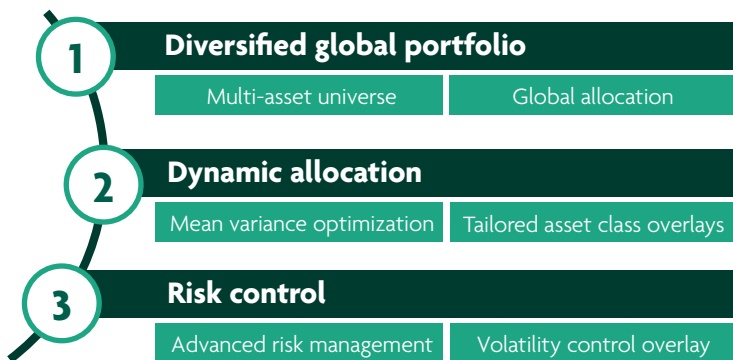 1
Diversified global portfolio
Multi-asset universe
Global allocation
2
Dynamic allocation
Mean variance optimization
Tailored asset class overlays
3
Risk control
Advanced risk management
Volatility control overlay